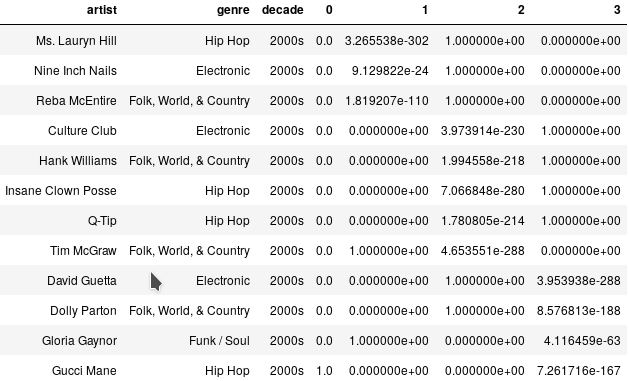 artist genre decade 0 1 2 3
Ms. Lauryn Hill Hip Hop 2000s 0.0 3.265538e-302 1.000000e+00 0.000000e+00
Nine Inch Nails Electronic 2000s 0.0 9.129822e-24 1.000000e+00 0.000000e+00
Reba McEntire Folk, World, & Country 2000s 0.0 1.819207e-110 1.000000e+00 0.000000e+00
Culture Club Electronic 2000s 0.0 0.000000e+00 3.973914e-230 1.000000e+00
Hank Williams Folk, World, & Country 2000s 0.0 0.000000e+00 1.994558e-218 1.000000e+00
Insane Clown Posse Hip Hop 2000s 0.0 0.000000e+00 7.066848e-280 1.000000e+00
Q-Tip Hip Hop 2000s 0.0 0.000000e+00 1.780805e-214 1.000000e+00
Tim McGraw Folk, World, & Country 2000s 0.0 1.000000e+00 4.653551e-288 0.000000e+00
David Guetta Electronic 2000s 0.0 0.000000e+00 1.000000e+00 3.953938e-288
Dolly Parton Folk, World, & Country 2000s 0.0 0.000000e+00 1.000000e+00 8.576813e-188
Gloria Gaynor Funk / Soul 2000s 0.0 1.000000e+00 0.000000e+00 4.116459e-63
Gucci Mane Hip Hop 2000s 1.0 0.000000e+00 0.000000e+00 7.261716e-167